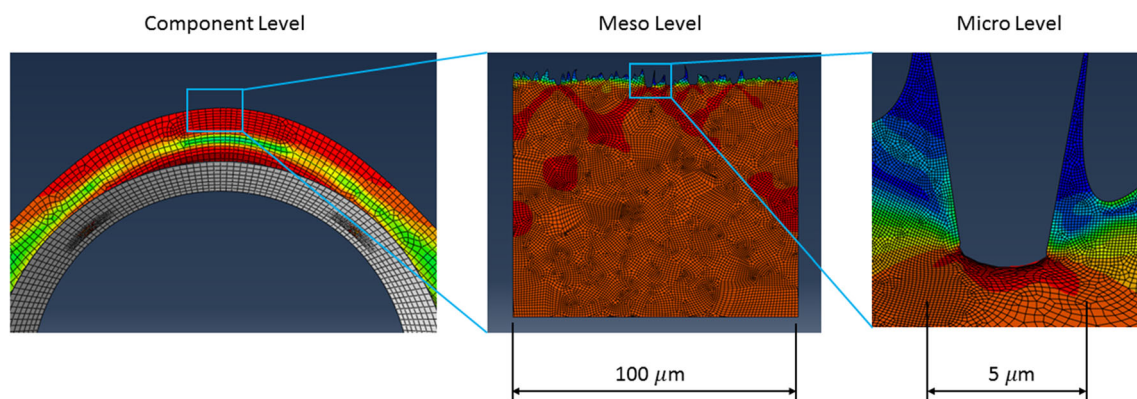 Component Level
Meso Level
Micro Level
100 μm
5 μm